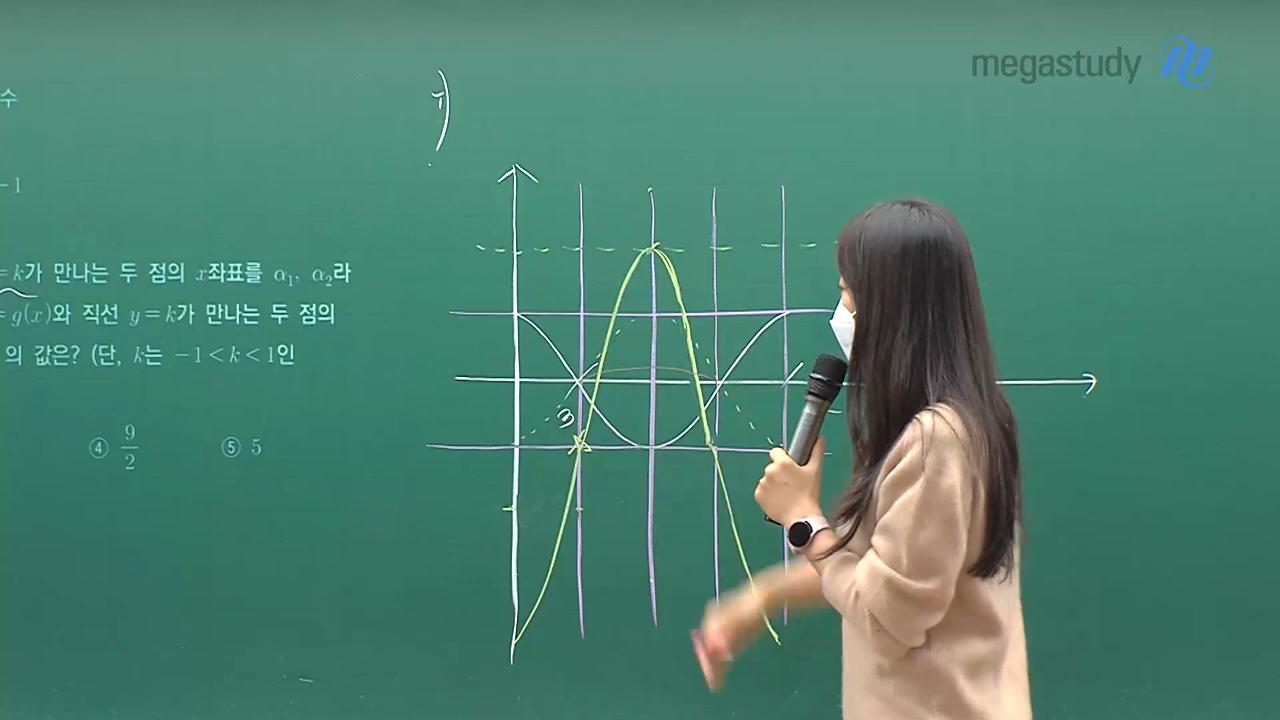 megastudy
수
-1
=k가 만나는 두 점의 x좌표를 α₁, α₂라
=g(x)와 직선 y=k가 만나는 두 점의
의 값은? (단, k는 -1<k<1인
④ 9/2 ⑤ 5